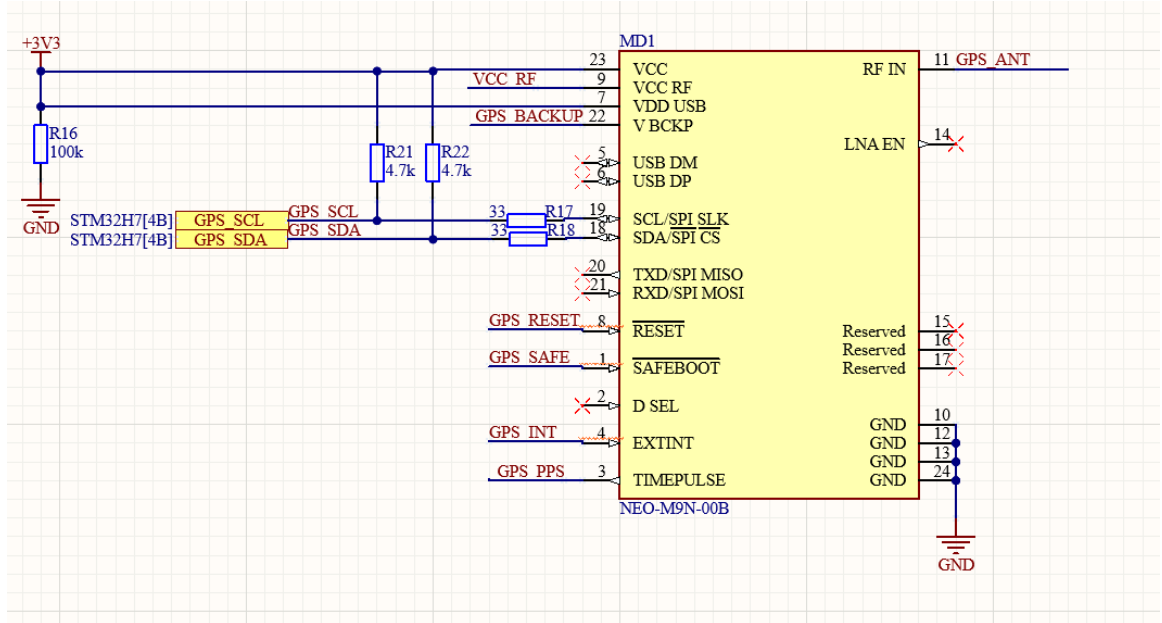 +3V3
MD1
23 VCC
VCC_RF 9 VCC RF
7 VDD USB
GPS_BACKUP 22 V BCKP
11 GPS_ANT
RF IN
14
LNA EN
R16
100k
R21
4.7k
R22
4.7k
5 USB DM
6 USB DP
GND
STM32H7[4B] GPS_SCL GPS_SCL 33 R17 19 SCL/SPI SLK
STM32H7[4B] GPS_SDA GPS_SDA 33 R18 18 SDA/SPI CS
20 TXD/SPI MISO
21 RXD/SPI MOSI
GPS_RESET 8 RESET
Reserved 15
Reserved 16
Reserved 17
GPS_SAFE 1 SAFEBOOT
2 D SEL
GPS_INT 4 EXTINT
GPS_PPS 3 TIMEPULSE
GND 10
GND 12
GND 13
GND 24
NEO-M9N-00B
GND